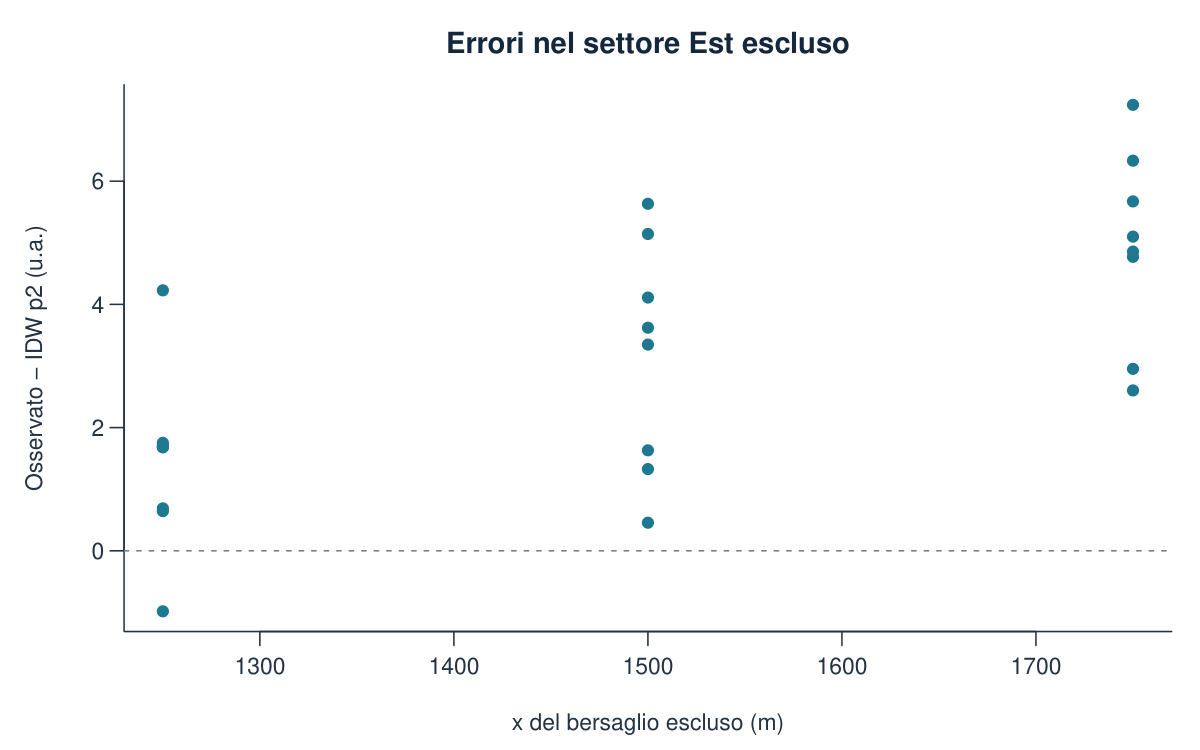 Errori nel settore Est escluso
Osservato – IDW p2 (u.a.)
6
4
2
0
1300 1400 1500 1600 1700
x del bersaglio escluso (m)